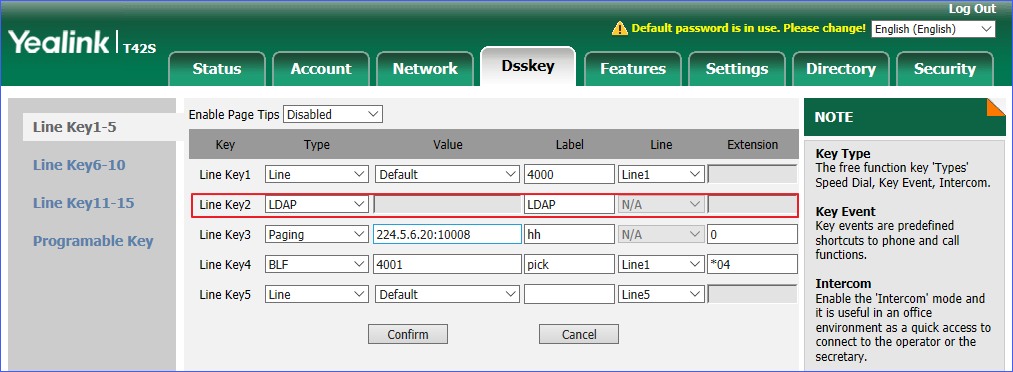 Log Out
Yealink | T42S
Default password is in use. Please change! English (English)
Status Account Network Dsskey Features Settings Directory Security
Line Key1-5
Line Key6-10
Line Key11-15
Programable Key
Enable Page Tips Disabled
Key Type Value Label Line Extension
Line Key1 Line Default 4000 Line1
Line Key2 LDAP LDAP N/A
Line Key3 Paging 224.5.6.20:10008 hh N/A 0
Line Key4 BLF 4001 pick Line1 *04
Line Key5 Line Default Line5
Confirm Cancel
NOTE
Key Type
The free function key 'Types'
Speed Dial, Key Event, Intercom.
Key Event
Key events are predefined
shortcuts to phone and call
functions.
Intercom
Enable the 'Intercom' mode and
it is useful in an office
environment as a quick access to
connect to the operator or the
secretary.